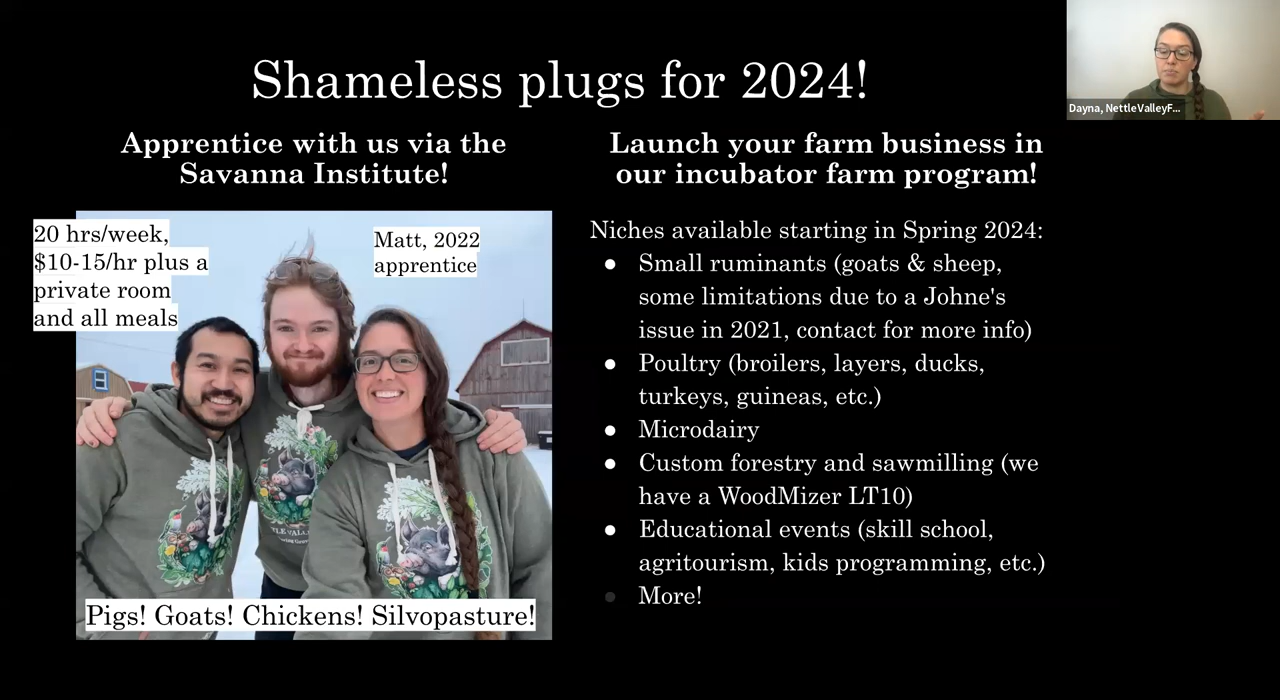 Shameless plugs for 2024!
Dayna, NettleValleyF...
Apprentice with us via the
Savanna Institute!
20 hrs/week,
$10-15/hr plus a
private room
and all meals
Matt, 2022
apprentice
Pigs! Goats! Chickens! Silvopasture!
Launch your farm business in
our incubator farm program!
Niches available starting in Spring 2024:
● Small ruminants (goats & sheep,
some limitations due to a Johne's
issue in 2021, contact for more info)
● Poultry (broilers, layers, ducks,
turkeys, guineas, etc.)
● Microdairy
● Custom forestry and sawmilling (we
have a WoodMizer LT10)
● Educational events (skill school,
agritourism, kids programming, etc.)
● More!